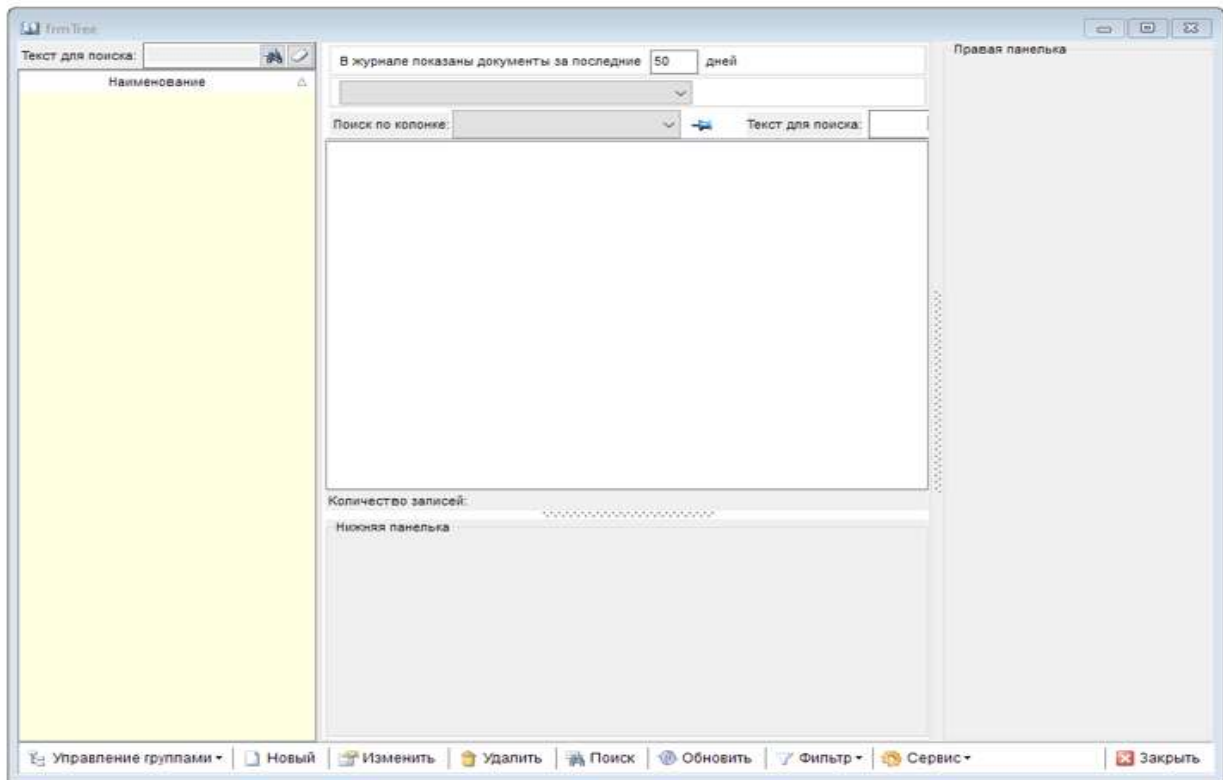 frmTree
Текст для поиска:
Наименование
В журнале показаны документы за последние 50 дней
Поиск по колонке:
Текст для поиска:
Количество записей:
Нижняя панелька
Правая панелька
Управление группами Новый Изменить Удалить Поиск Обновить Фильтр Сервис Закрыть